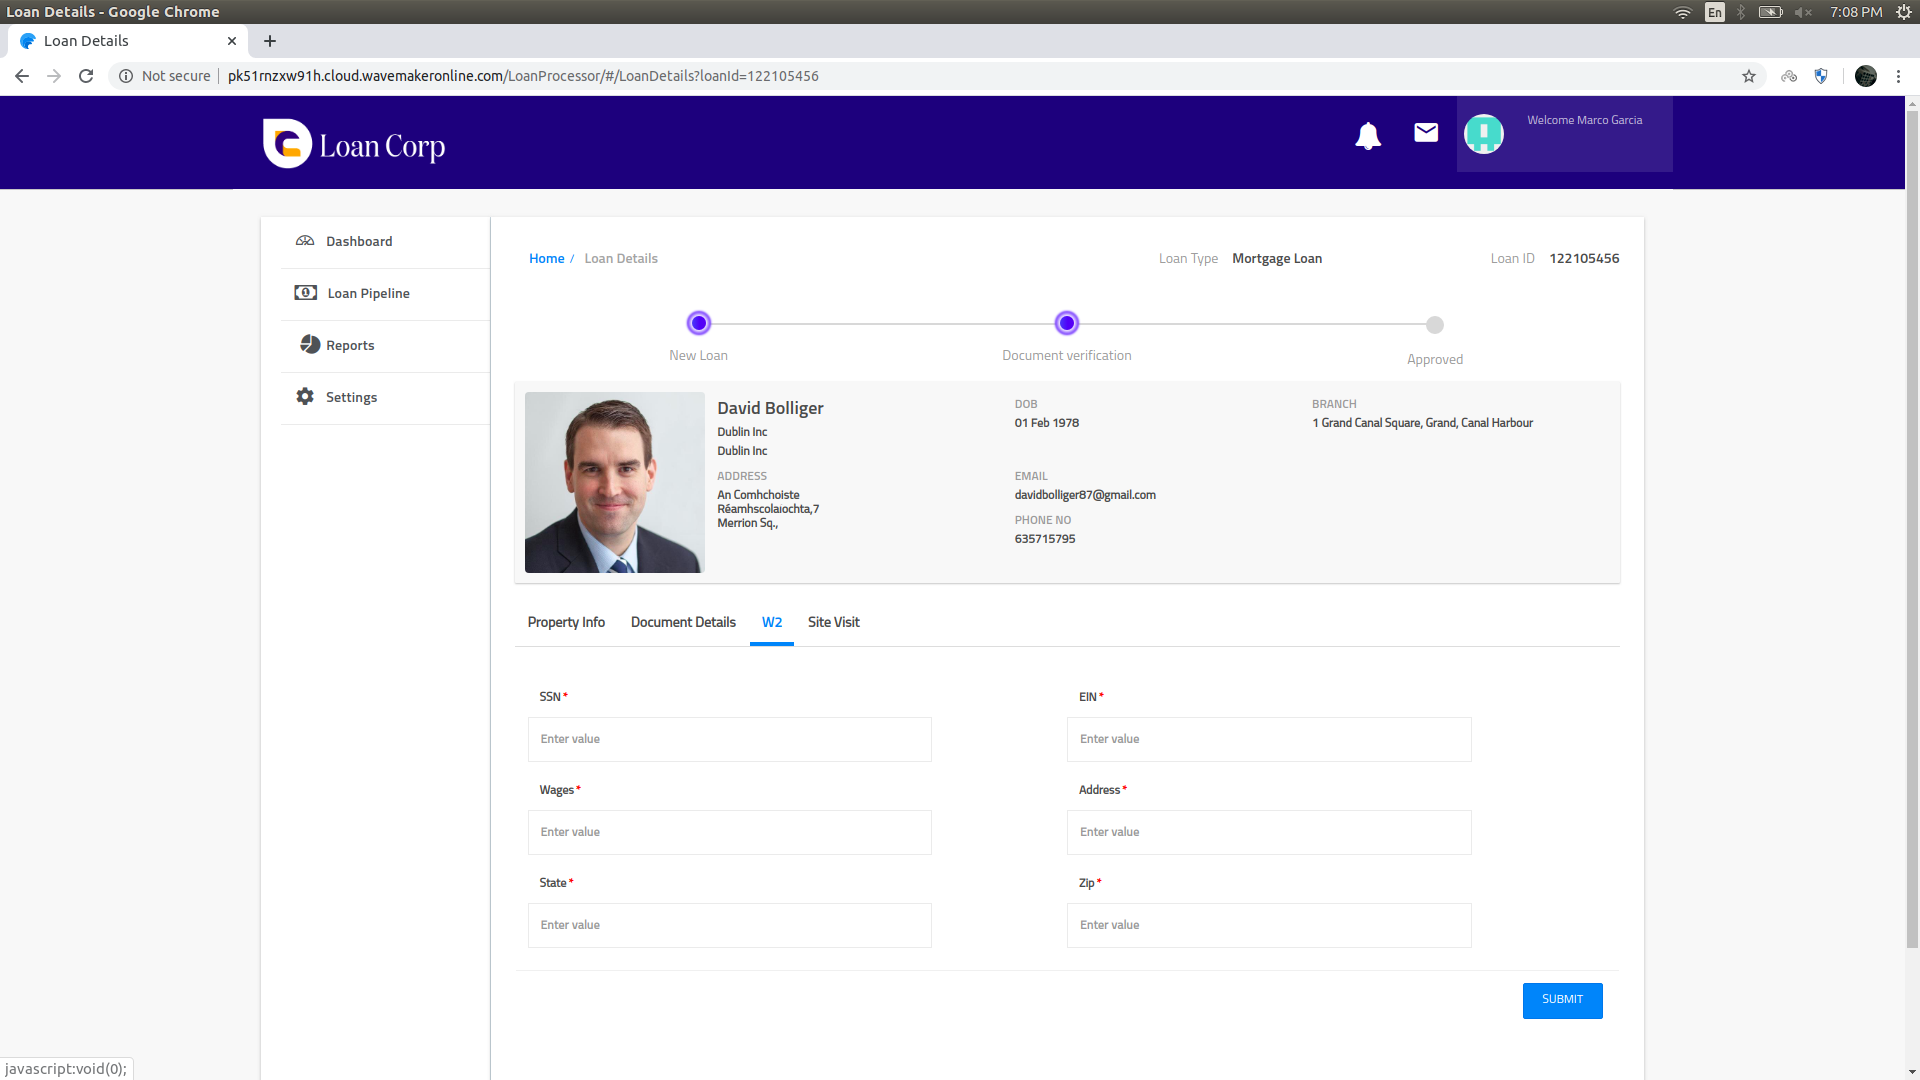 Loan Details - Google Chrome
En
7:08 PM
Loan Details
Not secure
pk51rnzxw91h.cloud.wavemakeronline.com/LoanProcessor/#/LoanDetails?loanId=122105456
Loan Corp
Welcome Marco Garcia
Dashboard
Loan Pipeline
Reports
Settings
Home / Loan Details
Loan Type Mortgage Loan
Loan ID 122105456
New Loan
Document verification
Approved
David Bolliger
Dublin Inc
Dublin Inc
ADDRESS
An Comhchoiste
Réamhscolaíochta,7
Merrion Sq.,
DOB
01 Feb 1978
EMAIL
davidbolliger87@gmail.com
PHONE NO
635715795
BRANCH
1 Grand Canal Square, Grand, Canal Harbour
Property Info
Document Details
W2
Site Visit
SSN*
Enter value
EIN*
Enter value
Wages*
Enter value
Address*
Enter value
State*
Enter value
Zip*
Enter value
SUBMIT
javascript:void(0);